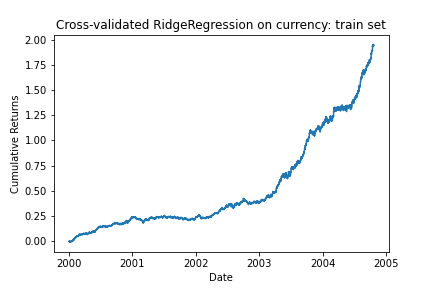 Cross-validated RidgeRegression on currency: train set
2.00
1.75
1.50
1.25
1.00
0.75
0.50
0.25
0.00
Cumulative Returns
2000 2001 2002 2003 2004 2005
Date